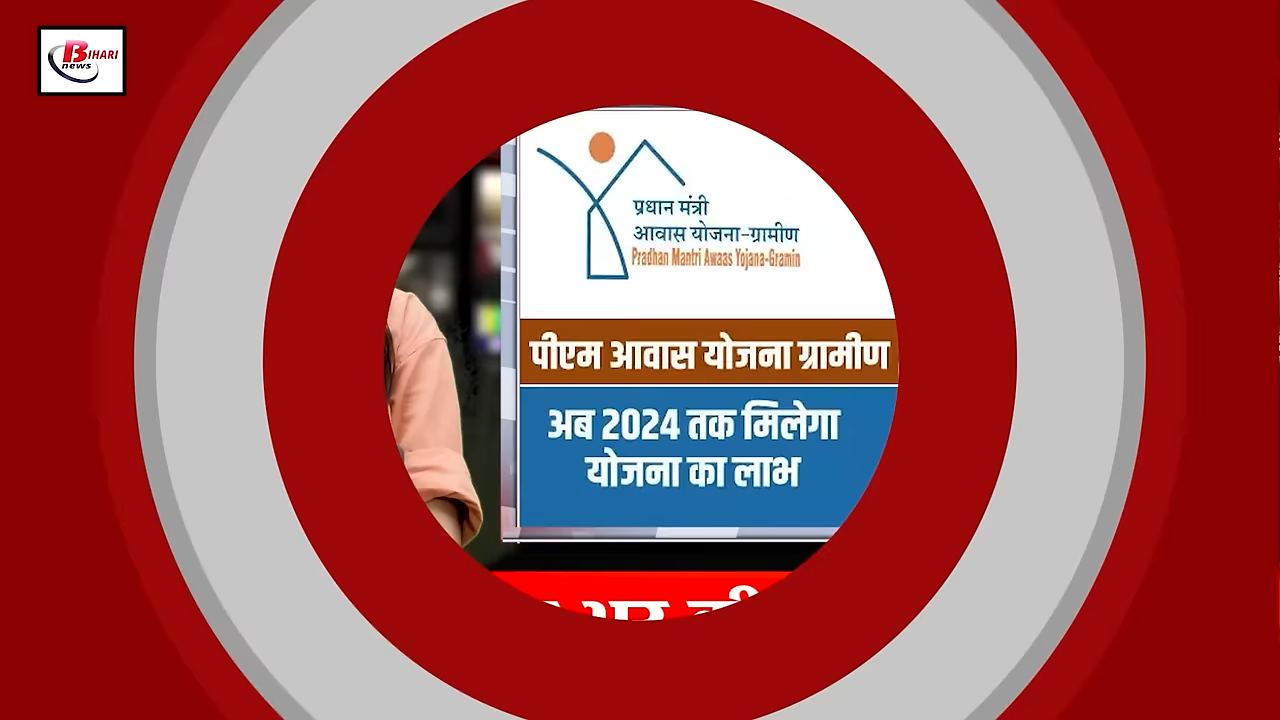 BIHARI
news
प्रधान मंत्री
आवास योजना-ग्रामीण
Pradhan Mantri Awaas Yojana-Gramin
पीएम आवास योजना ग्रामीण
अब 2024 तक मिलेगा
योजना का लाभ